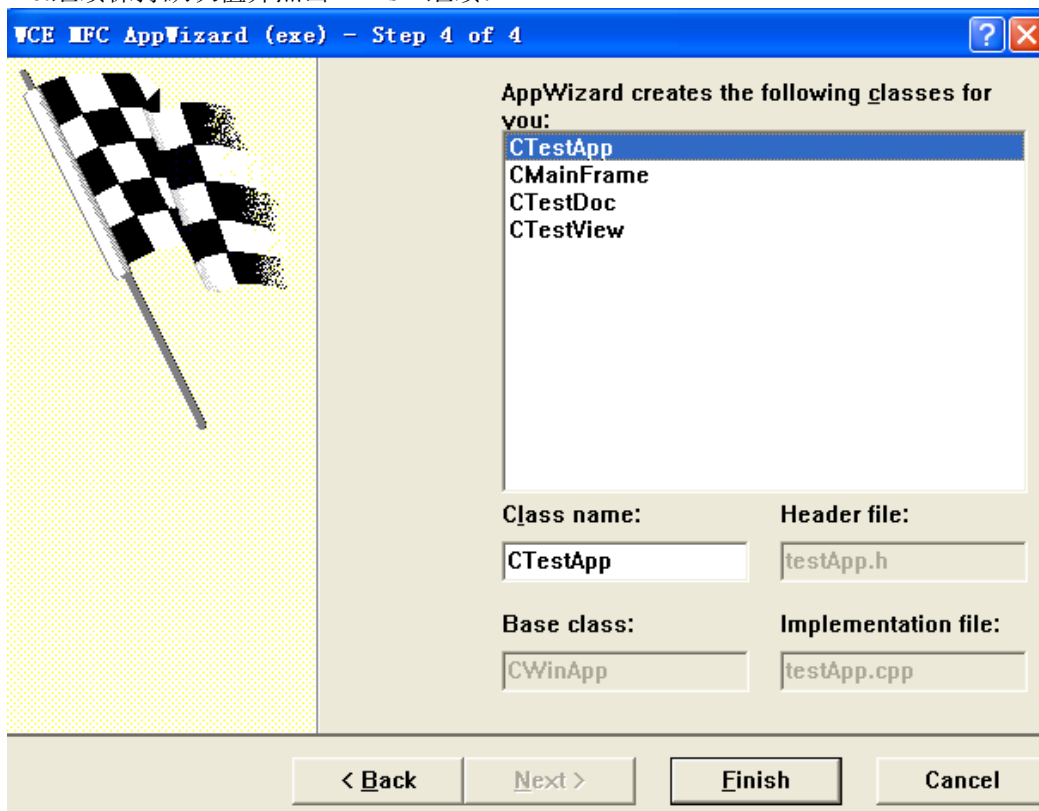 WCE MFC AppWizard (exe) - Step 4 of 4
AppWizard creates the following classes for
you:
CTestApp
CMainFrame
CTestDoc
CTestView
Class name:
Header file:
CTestApp
testApp.h
Base class:
Implementation file:
CWinApp
testApp.cpp
< Back
Next >
Finish
Cancel